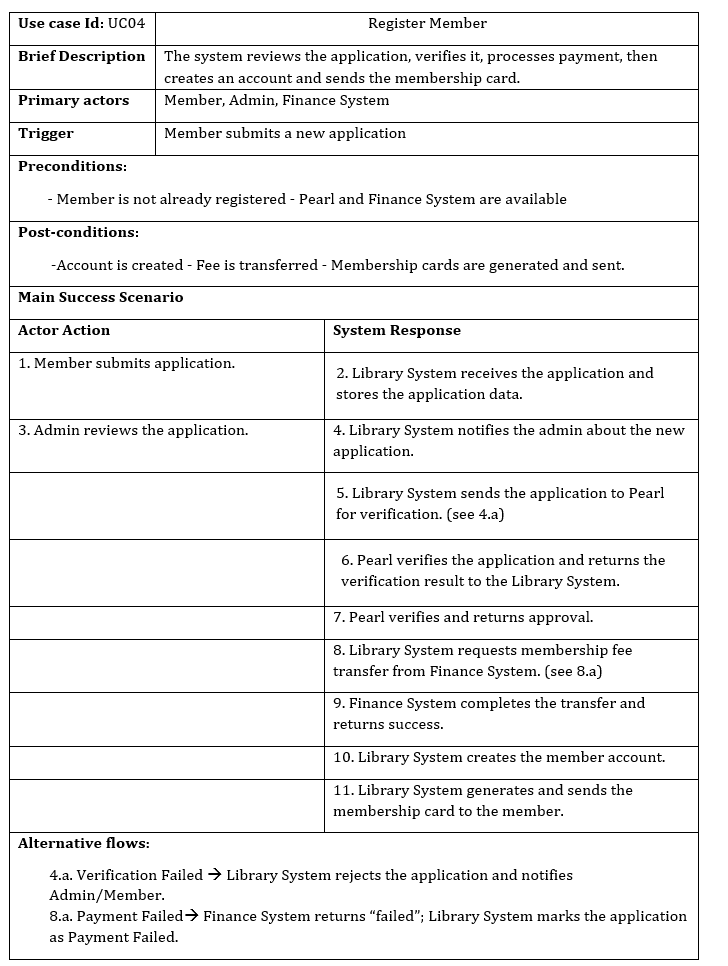 Use case Id: UC04
Register Member
Brief Description
The system reviews the application, verifies it, processes payment, then
creates an account and sends the membership card.
Primary actors
Member, Admin, Finance System
Trigger
Member submits a new application
Preconditions:
- Member is not already registered - Pearl and Finance System are available
Post-conditions:
-Account is created - Fee is transferred - Membership cards are generated and sent.
Main Success Scenario
Actor Action
System Response
1. Member submits application.
2. Library System receives the application and
stores the application data.
3. Admin reviews the application.
4. Library System notifies the admin about the new
application.
5. Library System sends the application to Pearl
for verification. (see 4.a)
6. Pearl verifies the application and returns the
verification result to the Library System.
7. Pearl verifies and returns approval.
8. Library System requests membership fee
transfer from Finance System. (see 8.a)
9. Finance System completes the transfer and
returns success.
10. Library System creates the member account.
11. Library System generates and sends the
membership card to the member.
Alternative flows:
4.a. Verification Failed → Library System rejects the application and notifies
Admin/Member.
8.a. Payment Failed→ Finance System returns “failed”; Library System marks the application
as Payment Failed.